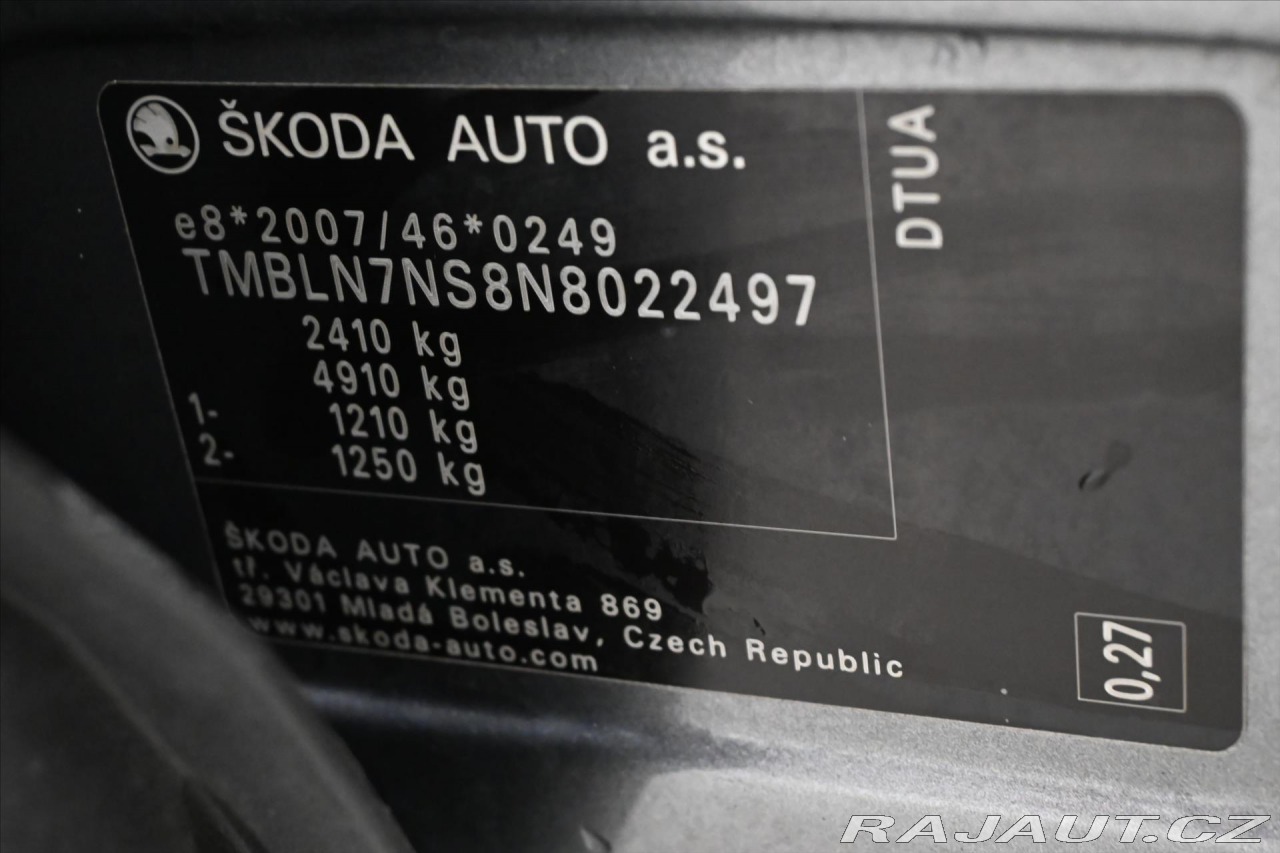 ŠKODA AUTO a.s.
e8*2007/46*0249
TMBLN7NS8N8022497
2410 kg
4910 kg
1- 1210 kg
2- 1250 kg
DTUA
ŠKODA AUTO a.s.
tř. Václava Klementa 869
29301 Mladá Boleslav, Czech Republic
www.skoda-auto.com
0,27
RAJAUT.CZ